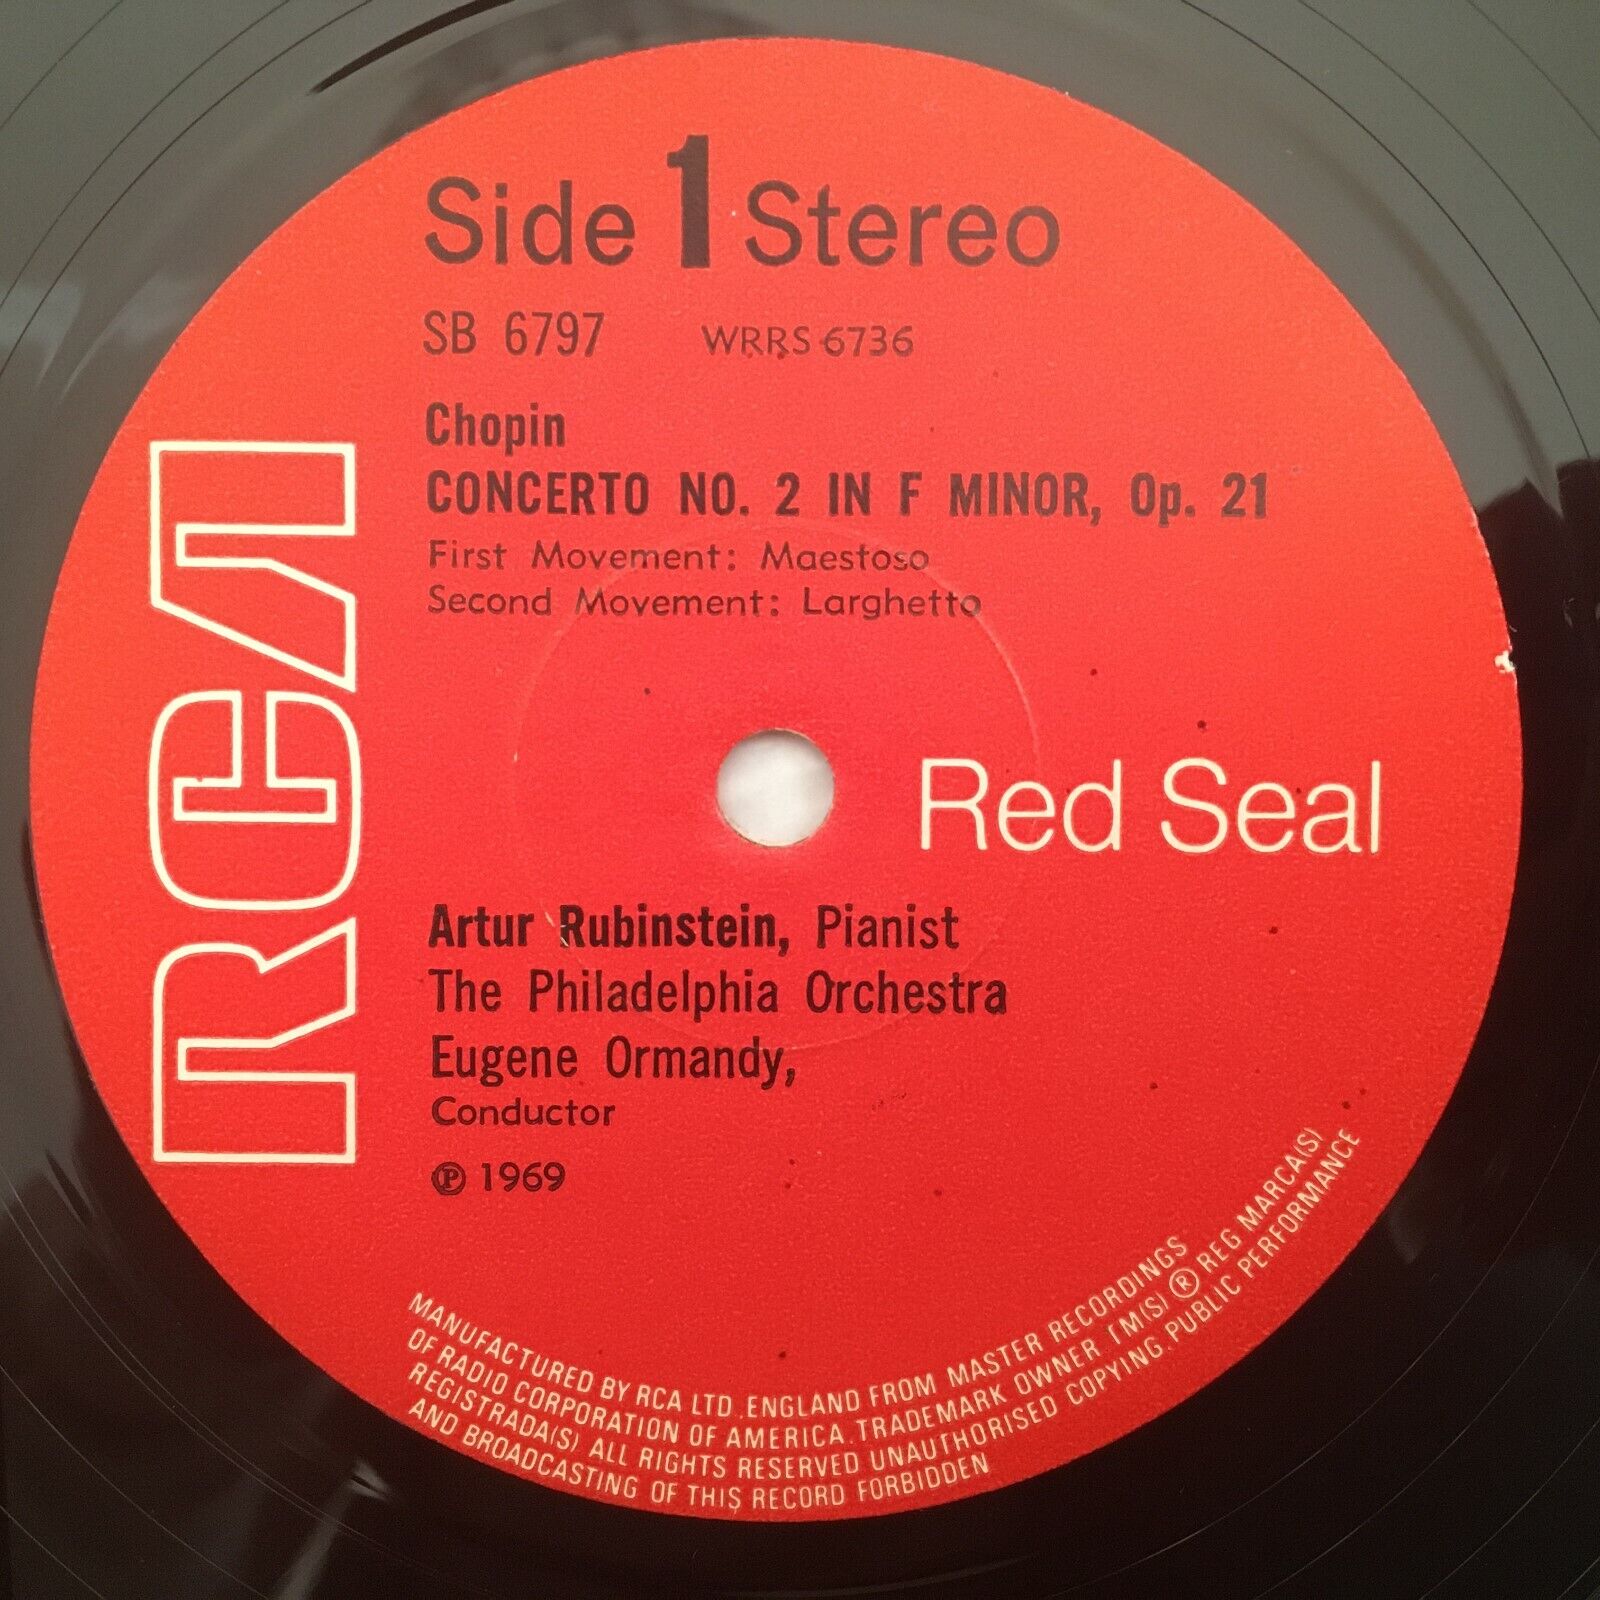 Side 1 Stereo
SB 6797 WRRS 6736
Chopin
CONCERTO NO. 2 IN F MINOR, Op. 21
First Movement: Maestoso
Second Movement: Larghetto
RCA
Red Seal
Artur Rubinstein, Pianist
The Philadelphia Orchestra
Eugene Ormandy,
Conductor
℗ 1969
MANUFACTURED BY RCA LTD. ENGLAND FROM MASTER RECORDINGS
OF RADIO CORPORATION OF AMERICA. TRADEMARK OWNER TM(S) ® REG MARCA(S)
REGISTRADA(S) ALL RIGHTS RESERVED UNAUTHORISED COPYING, PUBLIC PERFORMANCE
AND BROADCASTING OF THIS RECORD FORBIDDEN